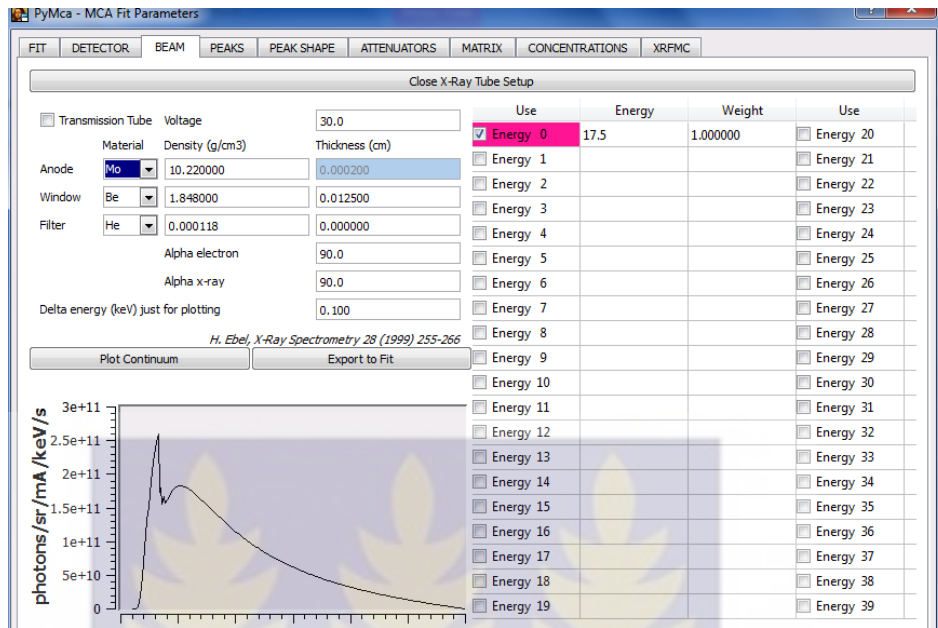 PyMca - MCA Fit Parameters
FIT DETECTOR BEAM PEAKS PEAK SHAPE ATTENUATORS MATRIX CONCENTRATIONS XRFMC
Close X-Ray Tube Setup
Transmission Tube Voltage 30.0
Material Density (g/cm3) Thickness (cm)
Anode Mo 10.220000 0.000200
Window Be 1.848000 0.012500
Filter He 0.000118 0.000000
Alpha electron 90.0
Alpha x-ray 90.0
Delta energy (keV) just for plotting 0.100
H. Ebel, X-Ray Spectrometry 28 (1999) 255-266
Plot Continuum Export to Fit
photons/sr/mA/keV/s
3e+11
2.5e+11
2e+11
1.5e+11
1e+11
5e+10
0
Use Energy Weight Use
Energy 0 17.5 1.000000 Energy 20
Energy 1 Energy 21
Energy 2 Energy 22
Energy 3 Energy 23
Energy 4 Energy 24
Energy 5 Energy 25
Energy 6 Energy 26
Energy 7 Energy 27
Energy 8 Energy 28
Energy 9 Energy 29
Energy 10 Energy 30
Energy 11 Energy 31
Energy 12 Energy 32
Energy 13 Energy 33
Energy 14 Energy 34
Energy 15 Energy 35
Energy 16 Energy 36
Energy 17 Energy 37
Energy 18 Energy 38
Energy 19 Energy 39